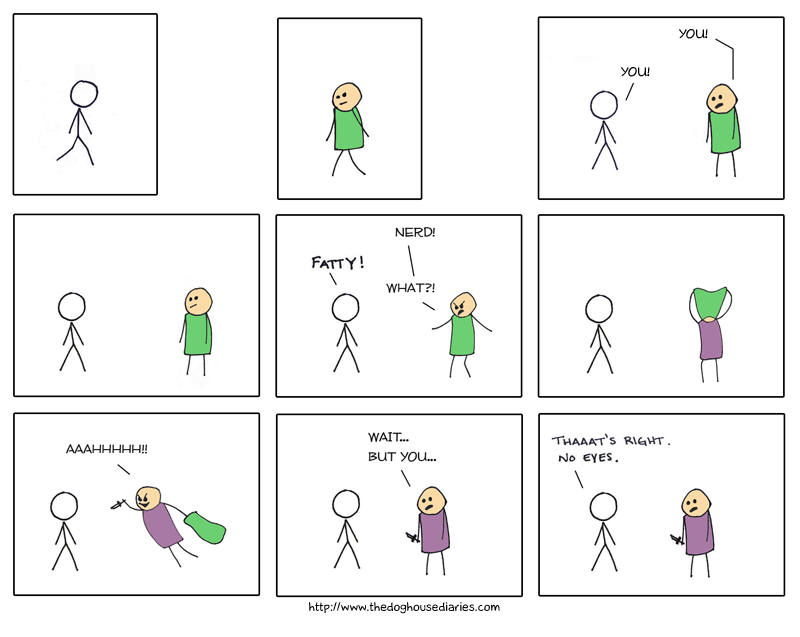 YOU!
YOU!
FATTY!
NERD!
WHAT?!
AAAHHHHH!!
WAIT...
BUT YOU...
THAAAT'S RIGHT.
NO EYES.
http://www.thedoghousediaries.com